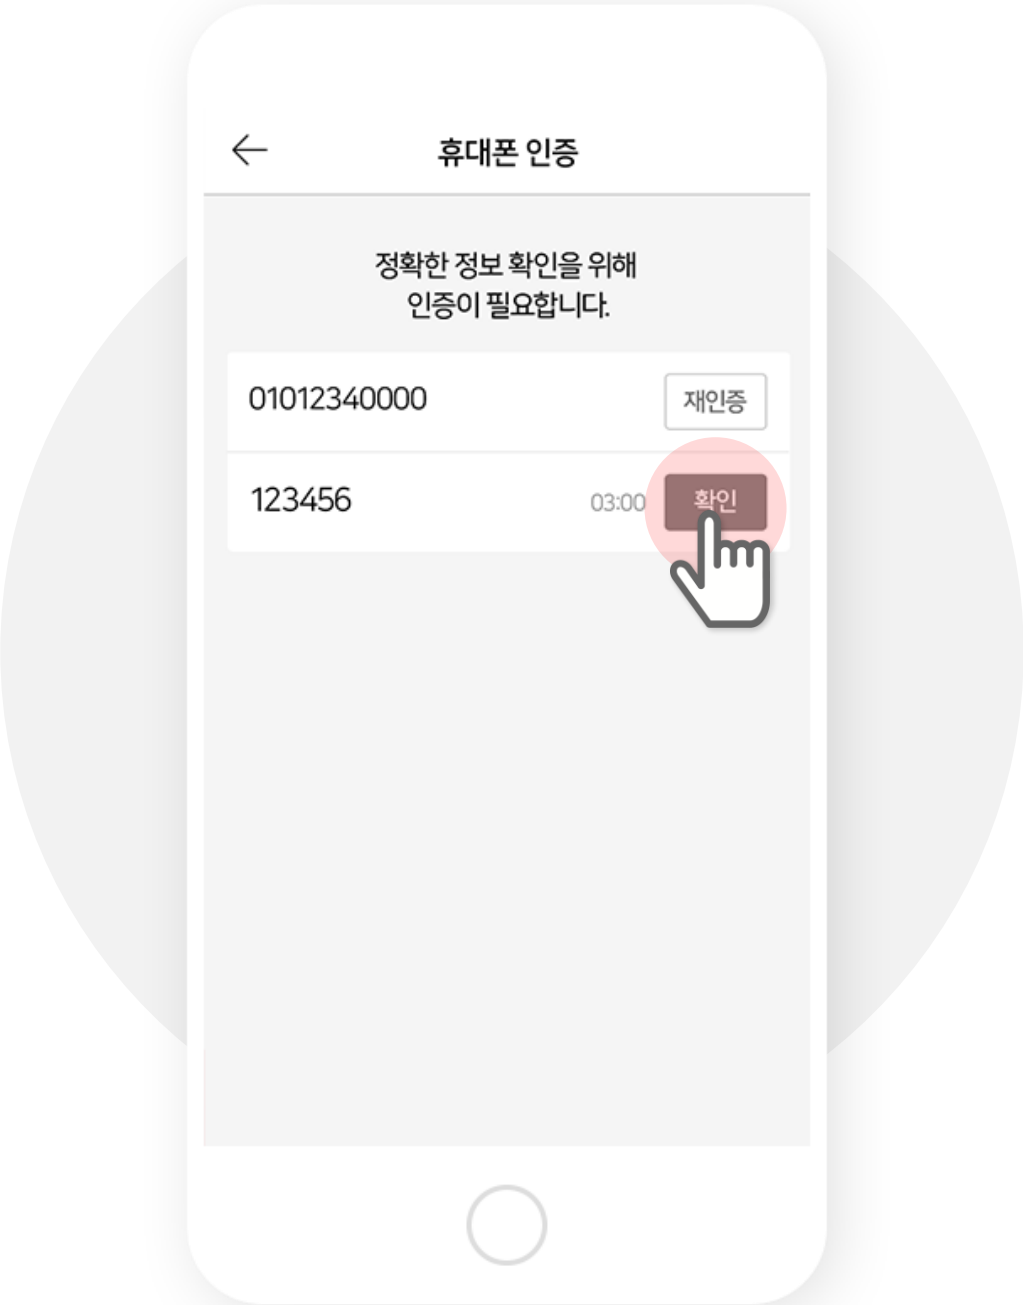 휴대폰 인증
정확한 정보 확인을 위해
인증이 필요합니다.
01012340000 재인증
123456 03:00 확인